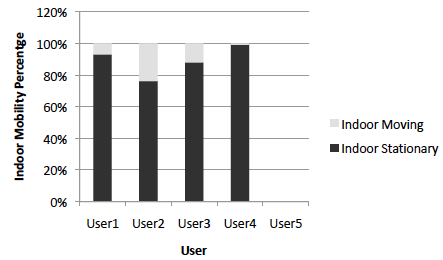 Indoor Mobility Percentge
120%
100%
80%
60%
40%
20%
0%
User1 User2 User3 User4 User5
User
Indoor Moving
Indoor Stationary